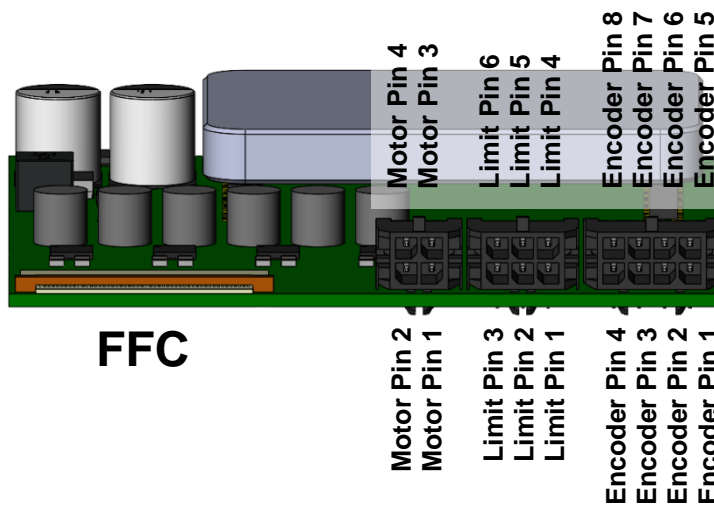 Motor Pin 4
Motor Pin 3
Limit Pin 6
Limit Pin 5
Limit Pin 4
Encoder Pin 8
Encoder Pin 7
Encoder Pin 6
Encoder Pin 5
FFC
Motor Pin 2
Motor Pin 1
Limit Pin 3
Limit Pin 2
Limit Pin 1
Encoder Pin 4
Encoder Pin 3
Encoder Pin 2
Encoder Pin 1